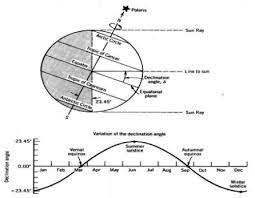 Polaris
N
Sun Ray
Arctic Circle
Tropic of Cancer
Equator
Line to sun
Tropic of Capricorn
Declination
angle, δ
Antarctic Circle
Equatorial
plane
23.45°
S
Sun Ray
Variation of the declination angle
23.45°
0.00°
-23.45°
Declination angle
Vernal
equinox
Summer
solstice
Autumnal
equinox
Winter
solstice
Jan Feb Mar Apr May June July Aug Sep Oct Nov Dec